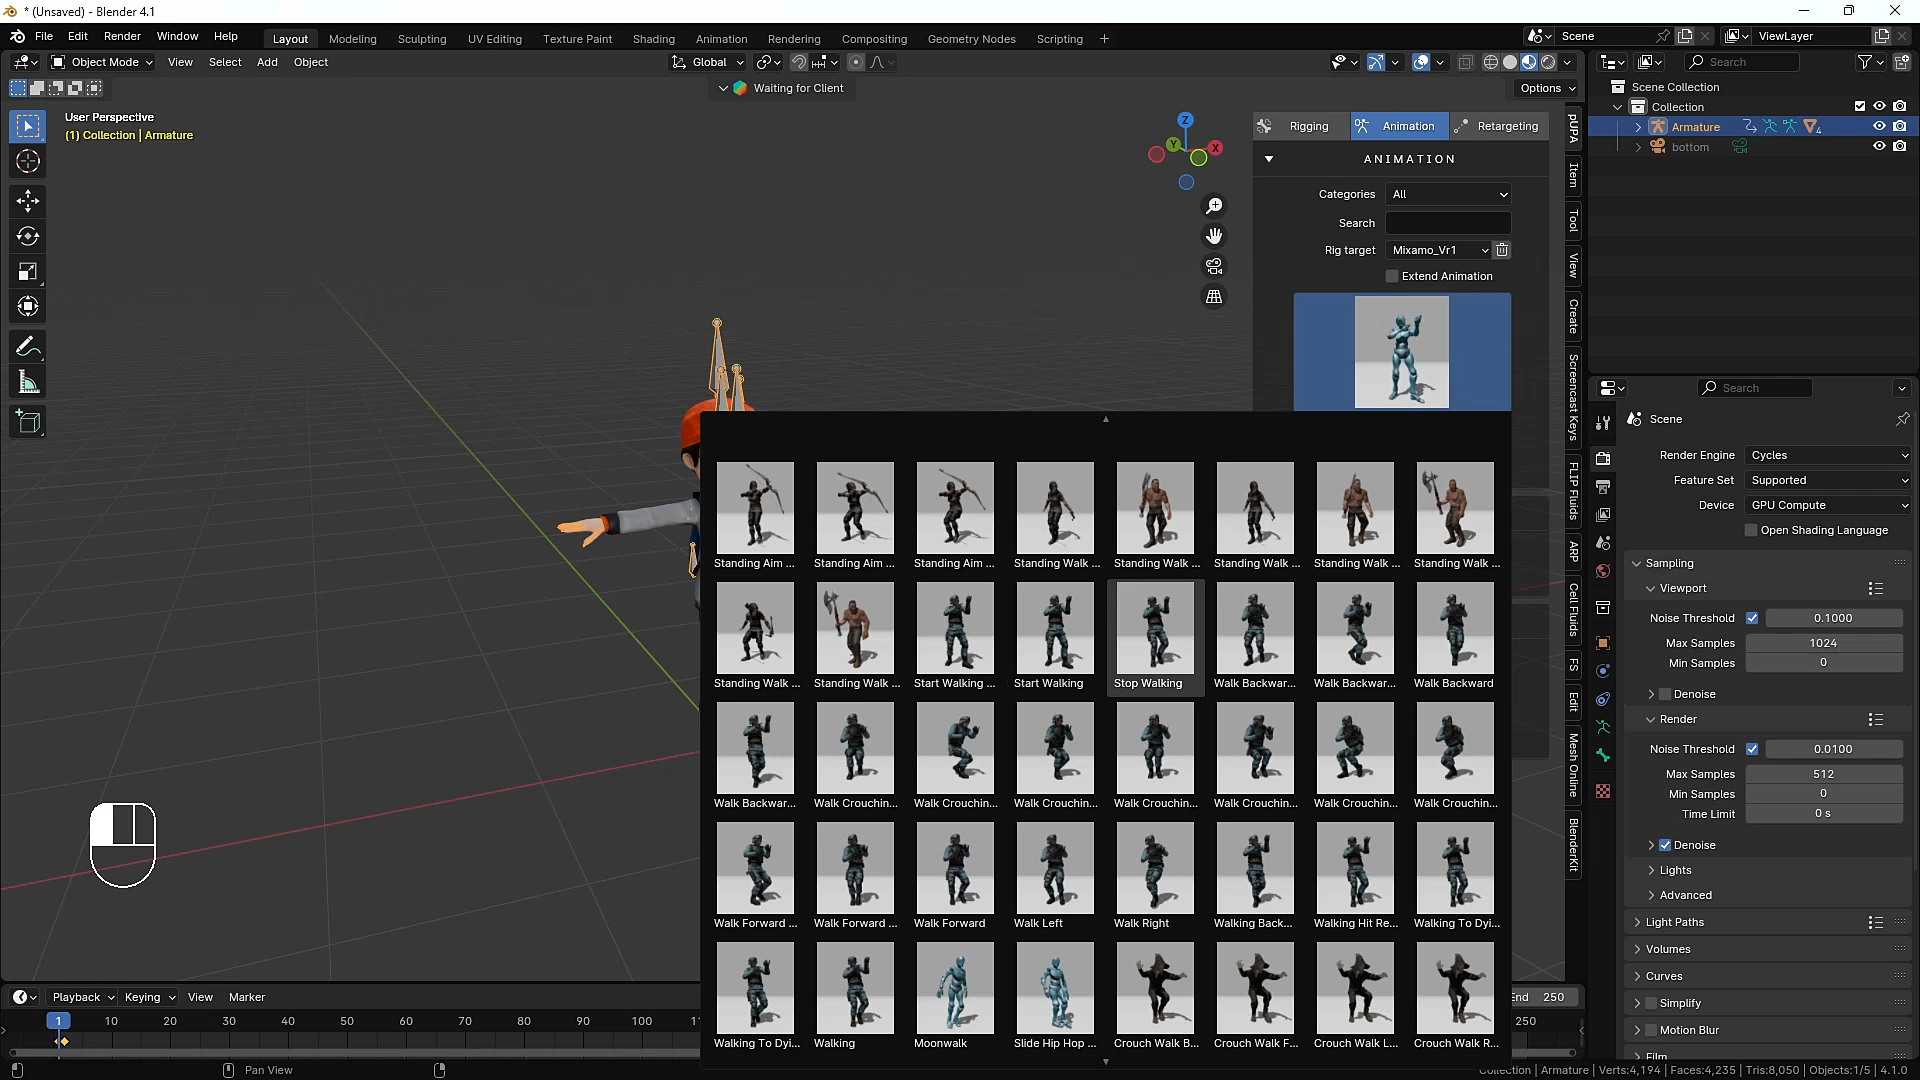 * (Unsaved) - Blender 4.1
File Edit Render Window Help Layout Modeling Sculpting UV Editing Texture Paint Shading Animation Rendering Compositing Geometry Nodes Scripting + Scene ViewLayer
Object Mode View Select Add Object Global Search
Waiting for Client Options
Scene Collection
Collection
Armature
4
bottom
User Perspective
(1) Collection | Armature
Z
Y
X
Rigging Animation Retargeting
ANIMATION
Categories All
Search
Rig target Mixamo_Vr1
Extend Animation
pUPA
Item
Tool
View
Create
Screencast Keys
FLIP Fluids
ARP
Cell Fluids
FS
Edit
Mesh Online
BlenderKit
Standing Aim ... Standing Aim ... Standing Aim ... Standing Walk ... Standing Walk ... Standing Walk ... Standing Walk ... Standing Walk ...
Standing Walk ... Standing Walk ... Start Walking ... Start Walking Stop Walking Walk Backwar... Walk Backwar... Walk Backward
Walk Backwar... Walk Crouchin... Walk Crouchin... Walk Crouchin... Walk Crouchin... Walk Crouchin... Walk Crouchin... Walk Crouchin...
Walk Forward ... Walk Forward ... Walk Forward Walk Left Walk Right Walking Back... Walking Hit Re... Walking To Dyi...
Walking To Dyi... Walking Moonwalk Slide Hip Hop ... Crouch Walk B... Crouch Walk F... Crouch Walk L... Crouch Walk R...
Search
Scene
Render Engine Cycles
Feature Set Supported
Device GPU Compute
Open Shading Language
Sampling
Viewport
Noise Threshold 0.1000
Max Samples 1024
Min Samples 0
Denoise
Render
Noise Threshold 0.0100
Max Samples 512
Min Samples 0
Time Limit 0 s
Denoise
Lights
Advanced
Light Paths
Volumes
Curves
Simplify
Motion Blur
Film
Playback Keying View Marker End 250
1 10 20 30 40 50 60 70 80 90 100 250
Pan View
Collection | Armature | Verts:4,194 | Faces:4,235 | Tris:8,050 | Objects:1/5 | 4.1.0